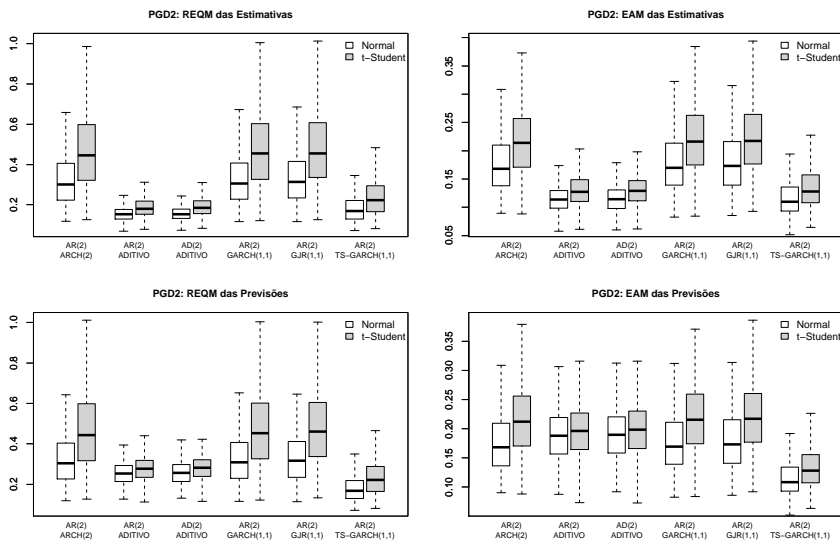 PGD2: REQM das Estimativas
Normal
t−Student
1.0
0.8
0.6
0.4
0.2
AR(2) AR(2) AD(2) AR(2) AR(2) AR(2)
ARCH(2) ADITIVO ADITIVO GARCH(1,1) GJR(1,1) TS−GARCH(1,1)
PGD2: EAM das Estimativas
Normal
t−Student
0.35
0.25
0.15
0.05
AR(2) AR(2) AD(2) AR(2) AR(2) AR(2)
ARCH(2) ADITIVO ADITIVO GARCH(1,1) GJR(1,1) TS−GARCH(1,1)
PGD2: REQM das Previsões
Normal
t−Student
1.0
0.8
0.6
0.4
0.2
AR(2) AR(2) AD(2) AR(2) AR(2) AR(2)
ARCH(2) ADITIVO ADITIVO GARCH(1,1) GJR(1,1) TS−GARCH(1,1)
PGD2: EAM das Previsões
Normal
t−Student
0.35
0.30
0.25
0.20
0.15
0.10
AR(2) AR(2) AD(2) AR(2) AR(2) AR(2)
ARCH(2) ADITIVO ADITIVO GARCH(1,1) GJR(1,1) TS−GARCH(1,1)